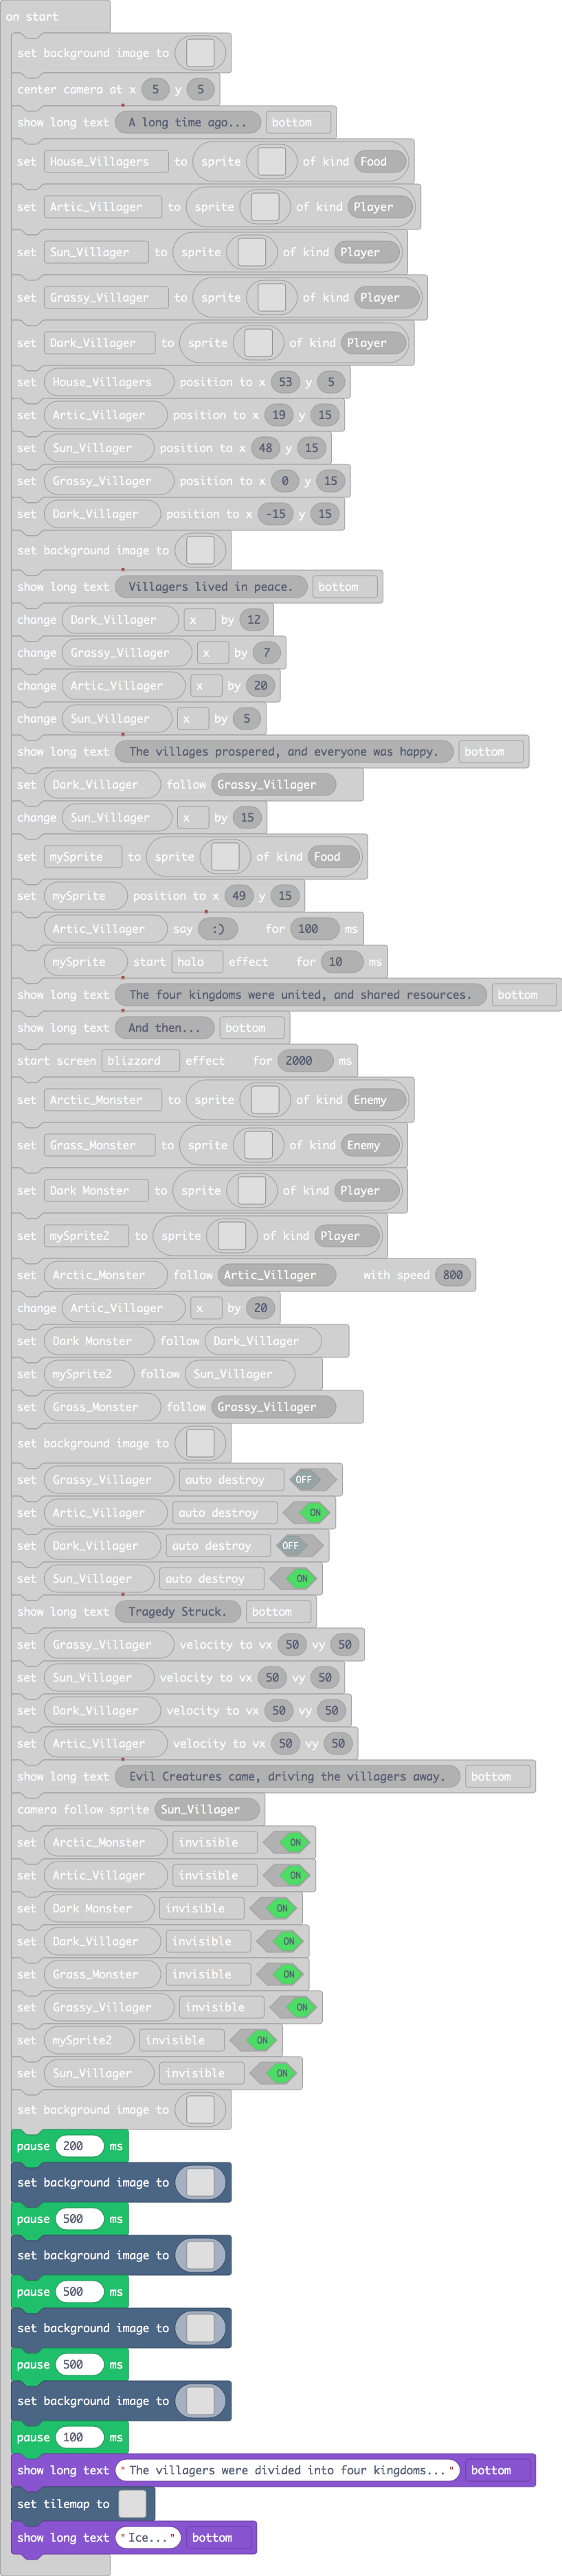 on start
set background image to
center camera at x 5 y 5
show long text A long time ago... bottom
set House_Villagers to sprite of kind Food
set Artic_Villager to sprite of kind Player
set Sun_Villager to sprite of kind Player
set Grassy_Villager to sprite of kind Player
set Dark_Villager to sprite of kind Player
set House_Villagers position to x 53 y 5
set Artic_Villager position to x 19 y 15
set Sun_Villager position to x 48 y 15
set Grassy_Villager position to x 0 y 15
set Dark_Villager position to x -15 y 15
set background image to
show long text Villagers lived in peace. bottom
change Dark_Villager x by 12
change Grassy_Villager x by 7
change Artic_Villager x by 20
change Sun_Villager x by 5
show long text The villages prospered, and everyone was happy. bottom
set Dark_Villager follow Grassy_Villager
change Sun_Villager x by 15
set mySprite to sprite of kind Food
set mySprite position to x 49 y 15
Artic_Villager say :) for 100 ms
mySprite start halo effect for 10 ms
show long text The four kingdoms were united, and shared resources. bottom
show long text And then... bottom
start screen blizzard effect for 2000 ms
set Arctic_Monster to sprite of kind Enemy
set Grass_Monster to sprite of kind Enemy
set Dark Monster to sprite of kind Player
set mySprite2 to sprite of kind Player
set Arctic_Monster follow Artic_Villager with speed 800
change Artic_Villager x by 20
set Dark Monster follow Dark_Villager
set mySprite2 follow Sun_Villager
set Grass_Monster follow Grassy_Villager
set background image to
set Grassy_Villager auto destroy OFF
set Artic_Villager auto destroy ON
set Dark_Villager auto destroy OFF
set Sun_Villager auto destroy ON
show long text Tragedy Struck. bottom
set Grassy_Villager velocity to vx 50 vy 50
set Sun_Villager velocity to vx 50 vy 50
set Dark_Villager velocity to vx 50 vy 50
set Artic_Villager velocity to vx 50 vy 50
show long text Evil Creatures came, driving the villagers away. bottom
camera follow sprite Sun_Villager
set Arctic_Monster invisible ON
set Artic_Villager invisible ON
set Dark Monster invisible ON
set Dark_Villager invisible ON
set Grass_Monster invisible ON
set Grassy_Villager invisible ON
set mySprite2 invisible ON
set Sun_Villager invisible ON
set background image to
pause 200 ms
set background image to
pause 500 ms
set background image to
pause 500 ms
set background image to
pause 500 ms
set background image to
pause 100 ms
show long text "The villagers were divided into four kingdoms..." bottom
set tilemap to
show long text "Ice..." bottom